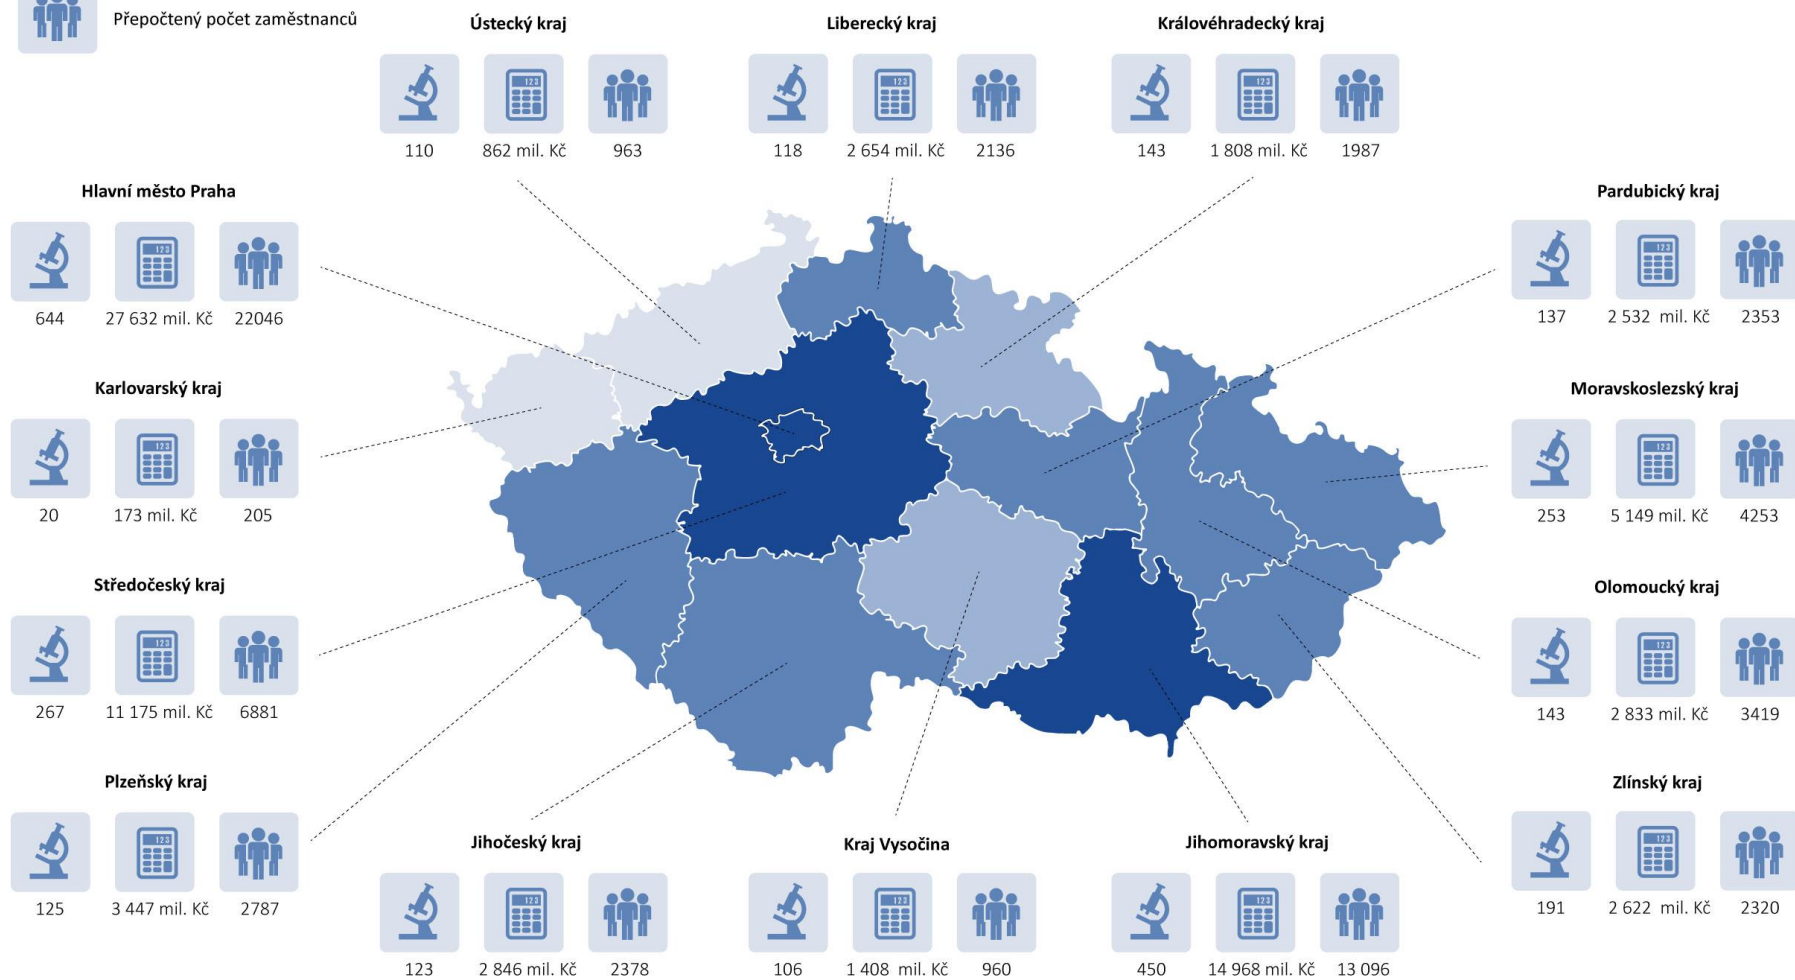 Přepočtený počet zaměstnanců
Ústecký kraj
110 862 mil. Kč 963
Liberecký kraj
118 2 654 mil. Kč 2136
Královéhradecký kraj
143 1 808 mil. Kč 1987
Hlavní město Praha
644 27 632 mil. Kč 22046
Pardubický kraj
137 2 532 mil. Kč 2353
Karlovarský kraj
20 173 mil. Kč 205
Moravskoslezský kraj
253 5 149 mil. Kč 4253
Středočeský kraj
267 11 175 mil. Kč 6881
Olomoucký kraj
143 2 833 mil. Kč 3419
Plzeňský kraj
125 3 447 mil. Kč 2787
Zlínský kraj
191 2 622 mil. Kč 2320
Jihočeský kraj
123 2 846 mil. Kč 2378
Kraj Vysočina
106 1 408 mil. Kč 960
Jihomoravský kraj
450 14 968 mil. Kč 13 096